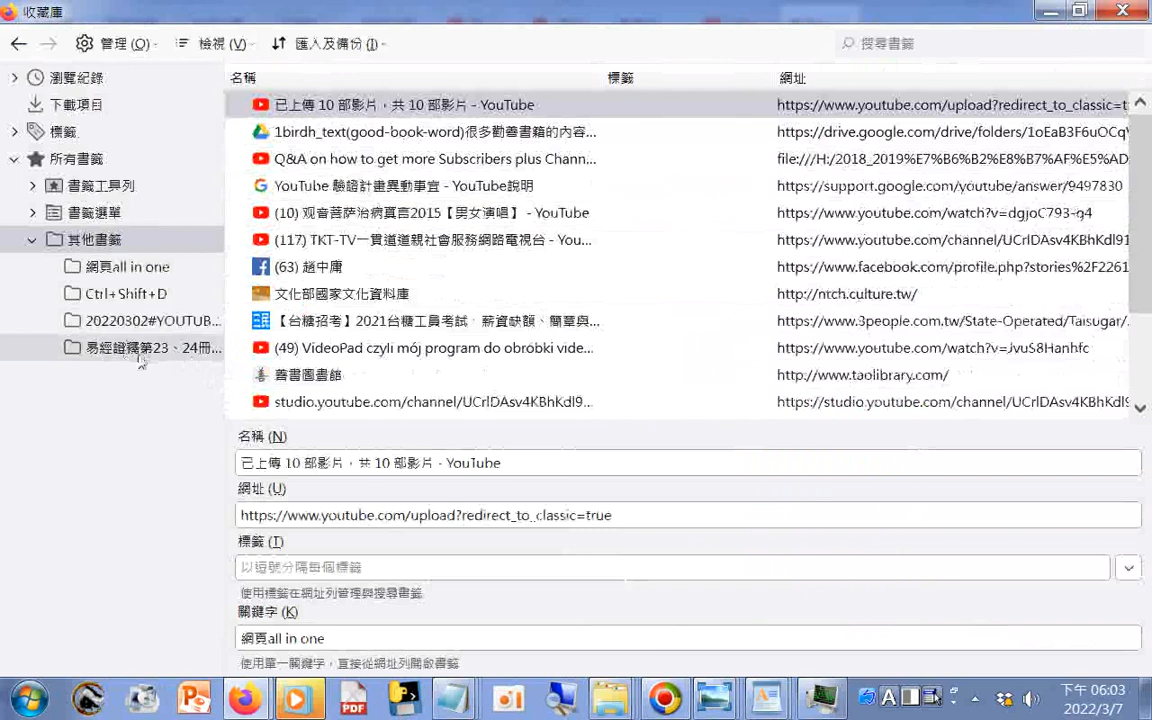 收藏庫
管理 (O)
檢視 (V)
匯入及備份 (I)
搜尋書籤
瀏覽紀錄
下載項目
標籤
所有書籤
書籤工具列
書籤選單
其他書籤
網頁all in one
Ctrl+Shift+D
20220302#YOUTUB...
易經證釋第23、24冊...
名稱 標籤 網址
已上傳 10 部影片，共 10 部影片 - YouTube https://www.youtube.com/upload?redirect_to_classic=t
1birdh_text(good-book-word)很多勸善書籍的內容... https://drive.google.com/drive/folders/1oEaB3F6uOCq
Q&A on how to get more Subscribers plus Chann... file:///H:/2018_2019%E7%B6%B2%E8%B7%AF%E5%AD
YouTube 驗證計畫異動事宜 - YouTube說明 https://support.google.com/youtube/answer/9497830
(10) 观音菩萨治病真言2015【男女演唱】 - YouTube https://www.youtube.com/watch?v=dgjoC793-g4
(117) TKT-TV一貫道道親社會服務網路電視台 - You... https://www.youtube.com/channel/UCrlDAsv4KBhKdl91
(63) 趙中庸 https://www.facebook.com/profile.php?stories%2F2261
文化部國家文化資料庫 http://nrch.culture.tw/
【台糖招考】2021台糖工員考試﹒薪資缺額、簡章與... https://www.3people.com.tw/State-Operated/Taisugar/
(49) VideoPad czyli mój program do obróbki vide... https://www.youtube.com/watch?v=JvuS8Hanhfc
善書圖書館 http://www.taolibrary.com/
studio.youtube.com/channel/UCrlDAsv4KBhKdl9... https://studio.youtube.com/channel/UCrlDAsv4KBhKdl9
名稱 (N)
已上傳 10 部影片，共 10 部影片 - YouTube
網址 (U)
https://www.youtube.com/upload?redirect_to_classic=true
標籤 (T)
以逗號分隔每個標籤
使用標籤在網址列管理與搜尋書籤
關鍵字 (K)
網頁all in one
使用單一關鍵字，直接從網址列開啟書籤
PDF
A
下午 06:03
2022/3/7